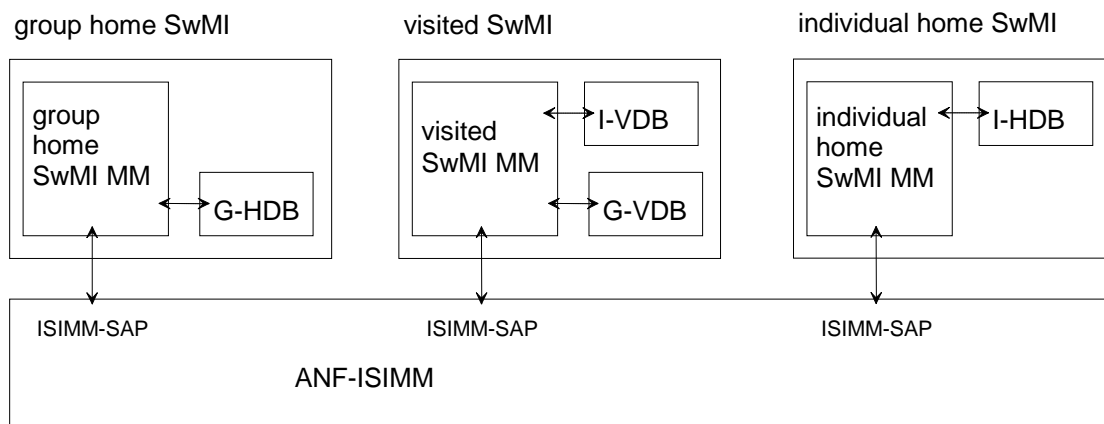 group home SwMI
visited SwMI
individual home SwMI
group
home
SwMI MM
G-HDB
visited
SwMI MM
I-VDB
G-VDB
individual
home
SwMI MM
I-HDB
ISIMM-SAP
ISIMM-SAP
ISIMM-SAP
ANF-ISIMM